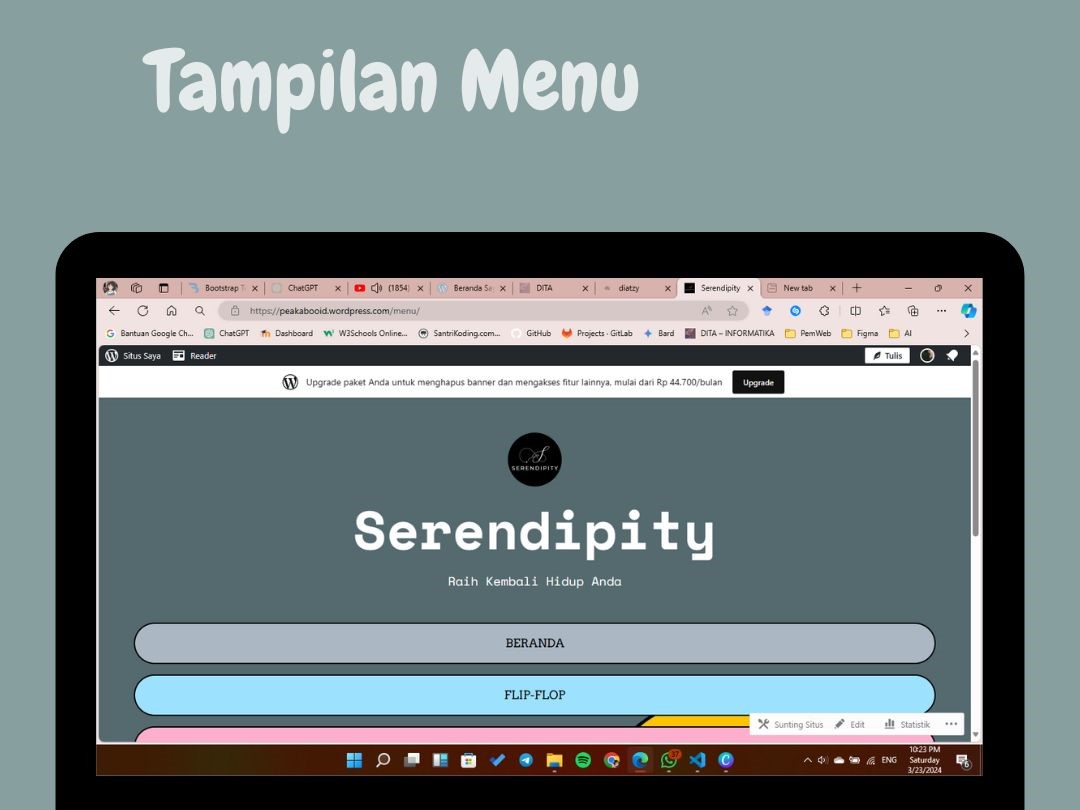 Tampilan Menu
Bootstrap T
ChatGPT
(1854)
Beranda Sa
DITA
diatzy
Serendipity
New tab
https://peakabooid.wordpress.com/menu/
Bantuan Google Ch...
ChatGPT
Dashboard
W3Schools Online...
SantriKoding.com...
GitHub
Projects · GitLab
Bard
DITA – INFORMATIKA
PemWeb
Figma
AI
Situs Saya
Reader
Tulis
Upgrade paket Anda untuk menghapus banner dan mengakses fitur lainnya, mulai dari Rp 44.700/bulan
Upgrade
S
SERENDIPITY
Serendipity
Raih Kembali Hidup Anda
BERANDA
FLIP-FLOP
Sunting Situs
Edit
Statistik
ENG
10:23 PM
Saturday
3/23/2024